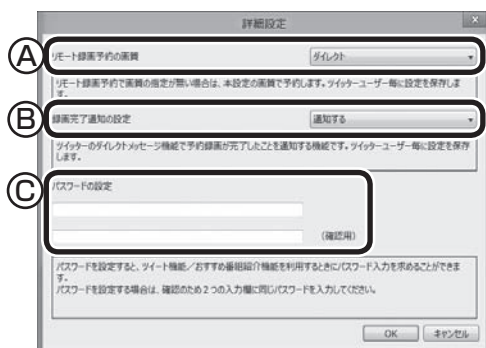 詳細設定
Ⓐ リモート録画予約の画質 ダイレクト
リモート録画予約で画質の指定が無い場合は、本設定の画質で予約します。ツイッターユーザー毎に設定を保存しま
す。
Ⓑ 録画完了通知の設定 通知する
ツイッターのダイレクトメッセージ機能で予約録画が完了したことを通知する機能です。ツイッターユーザー毎に設定を保存
します。
Ⓒ パスワードの設定
(確認用)
パスワードを設定すると、ツイート機能／おすすめ番組紹介機能を利用するときにパスワード入力を求めることができま
す。
パスワードを設定する場合は、確認のため2つの入力欄に同じパスワードを入力してください。
OK キャンセル